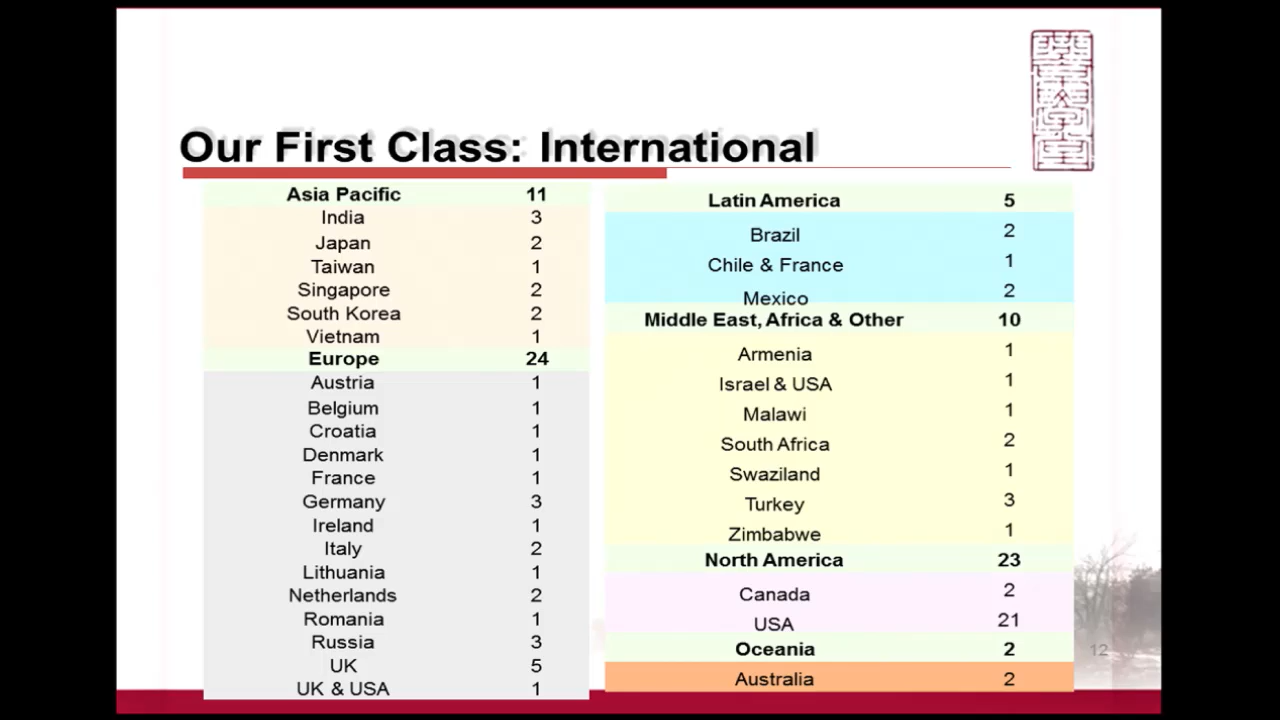 Our First Class: International
Asia Pacific 11
India 3
Japan 2
Taiwan 1
Singapore 2
South Korea 2
Vietnam 1
Europe 24
Austria 1
Belgium 1
Croatia 1
Denmark 1
France 1
Germany 3
Ireland 1
Italy 2
Lithuania 1
Netherlands 2
Romania 1
Russia 3
UK 5
UK & USA 1
Latin America 5
Brazil 2
Chile & France 1
Mexico 2
Middle East, Africa & Other 10
Armenia 1
Israel & USA 1
Malawi 1
South Africa 2
Swaziland 1
Turkey 3
Zimbabwe 1
North America 23
Canada 2
USA 21
Oceania 2
Australia 2
12